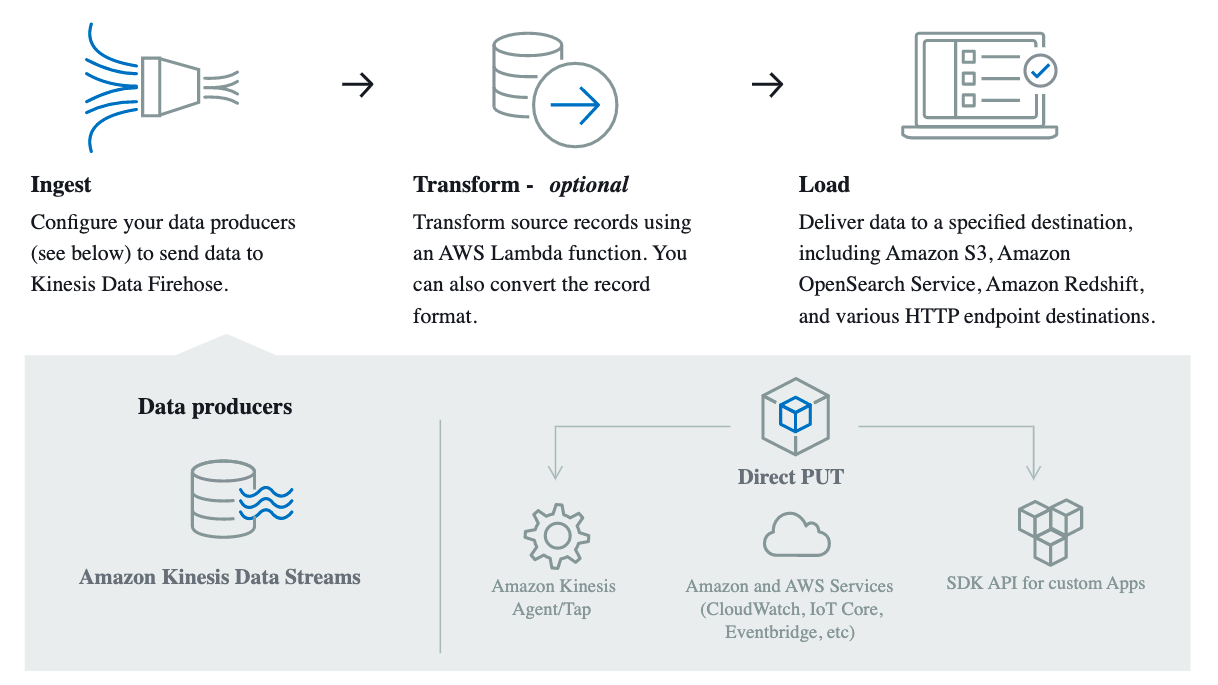 Ingest
Configure your data producers
(see below) to send data to
Kinesis Data Firehose.
Transform - optional
Transform source records using
an AWS Lambda function. You
can also convert the record
format.
Load
Deliver data to a specified destination,
including Amazon S3, Amazon
OpenSearch Service, Amazon Redshift,
and various HTTP endpoint destinations.
Data producers
Amazon Kinesis Data Streams
Direct PUT
Amazon Kinesis
Agent/Tap
Amazon and AWS Services
(CloudWatch, IoT Core,
Eventbridge, etc)
SDK API for custom Apps